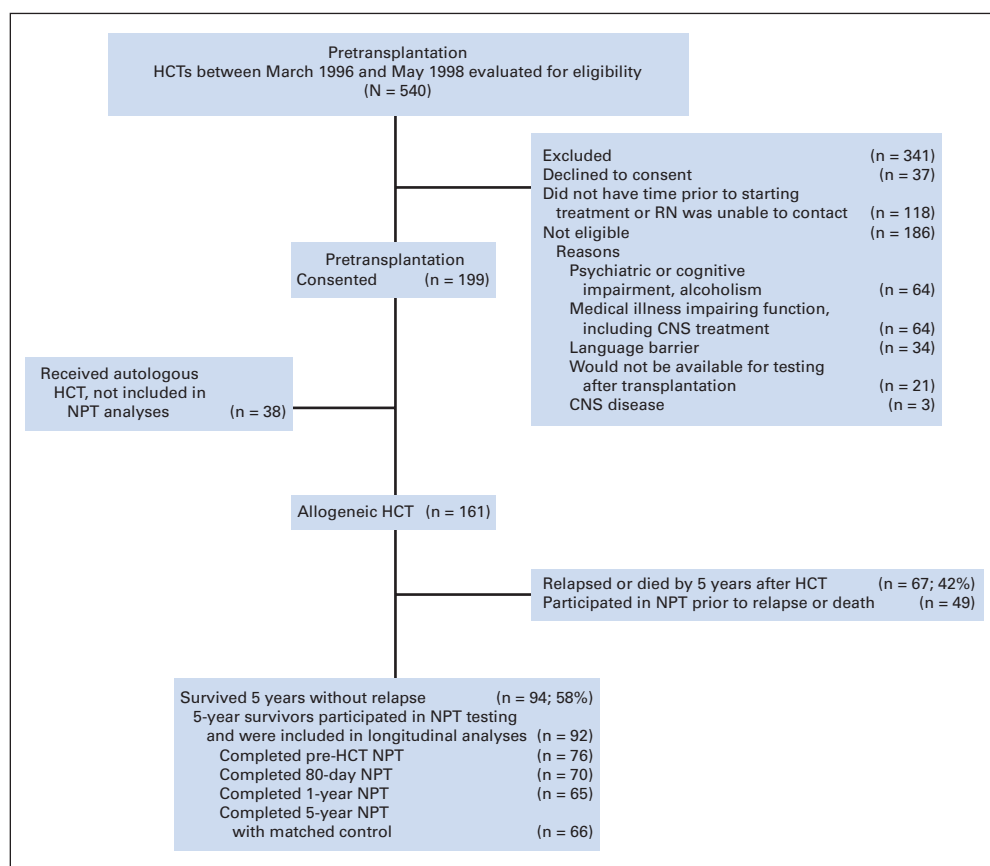 Pretransplantation
HCTs between March 1996 and May 1998 evaluated for eligibility
(N = 540)
Excluded (n = 341)
Declined to consent (n = 37)
Did not have time prior to starting
treatment or RN was unable to contact (n = 118)
Not eligible (n = 186)
Reasons
Psychiatric or cognitive
impairment, alcoholism (n = 64)
Medical illness impairing function,
including CNS treatment (n = 64)
Language barrier (n = 34)
Would not be available for testing
after transplantation (n = 21)
CNS disease (n = 3)
Pretransplantation
Consented (n = 199)
Received autologous
HCT, not included in
NPT analyses (n = 38)
Allogeneic HCT (n = 161)
Relapsed or died by 5 years after HCT (n = 67; 42%)
Participated in NPT prior to relapse or death (n = 49)
Survived 5 years without relapse (n = 94; 58%)
5-year survivors participated in NPT testing
and were included in longitudinal analyses (n = 92)
Completed pre-HCT NPT (n = 76)
Completed 80-day NPT (n = 70)
Completed 1-year NPT (n = 65)
Completed 5-year NPT
with matched control (n = 66)